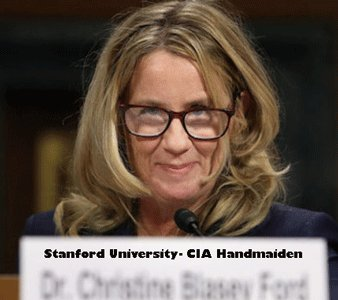 Stanford University- CIA Handmaiden
Dr. Christine Blasey Ford